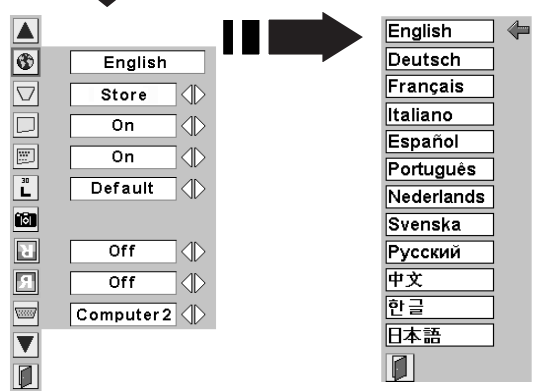 English
Store
On
On
30
L
Default
Off
Off
Computer2
English
Deutsch
Français
Italiano
Español
Português
Nederlands
Svenska
Русский
中文
한글
日本語